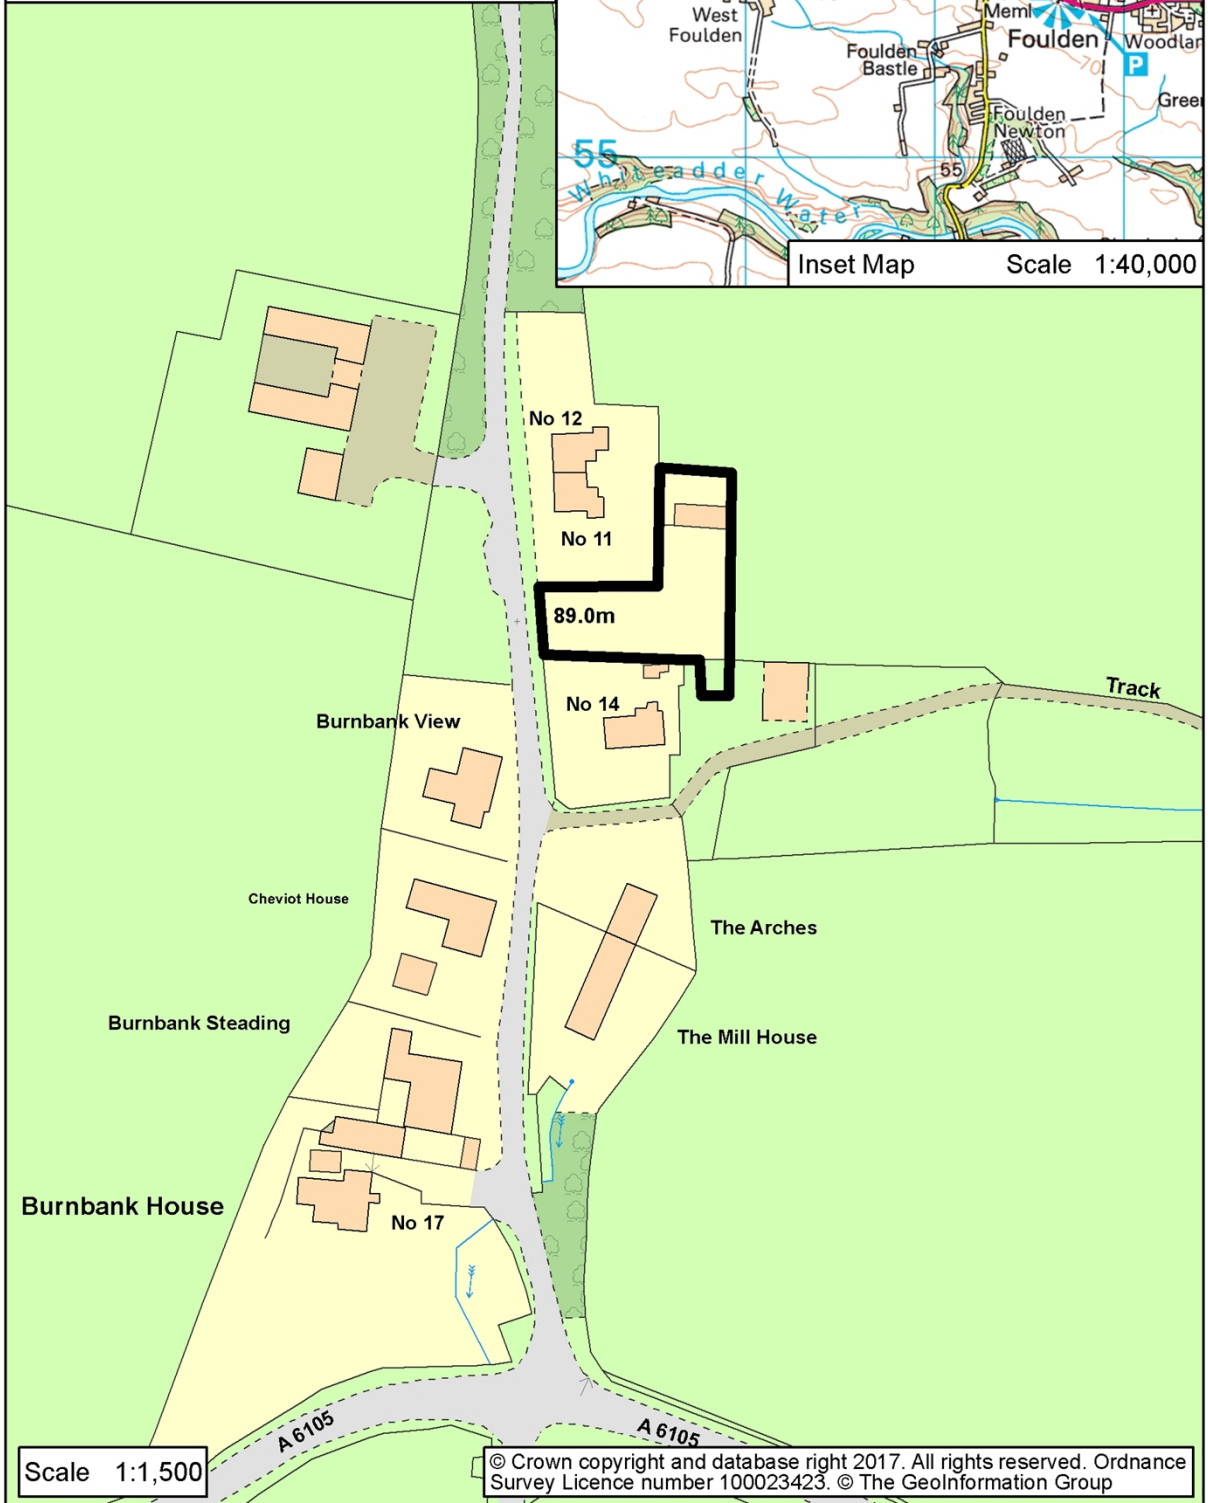 West
Foulden
Meml
Foulden
Woodlar
Foulden
Bastle
70
P
Greer
Foulden
Newton
55
55
Whiteadder Water
Inset Map Scale 1:40,000
No 12
No 11
89.0m
No 14
Track
Burnbank View
Cheviot House
The Arches
Burnbank Steading
The Mill House
Burnbank House
No 17
A 6105
A 6105
Scale 1:1,500
© Crown copyright and database right 2017. All rights reserved. Ordnance
Survey Licence number 100023423. © The GeoInformation Group